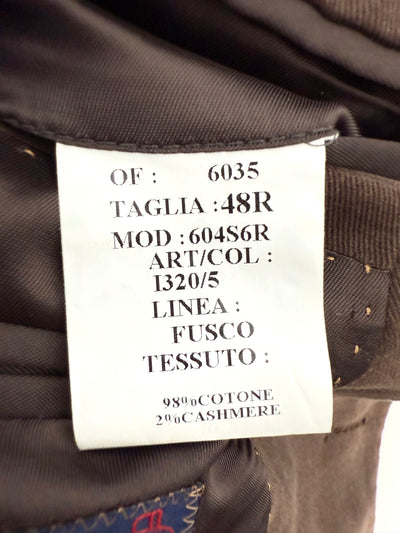 OF : 6035
TAGLIA :48R
MOD :604S6R
ART/COL :
I320/5
LINEA :
FUSCO
TESSUTO :
98%COTONE
2%CASHMERE